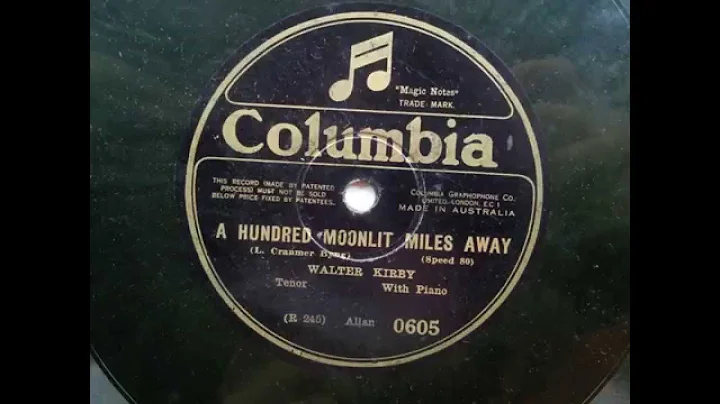 "Magic Notes"
TRADE MARK.
Columbia
THIS RECORD (MADE BY PATENTED
PROCESS) MUST NOT BE SOLD
BELOW PRICE FIXED BY PATENTEES.
COLUMBIA GRAPHOPHONE CO.
LIMITED-LONDON, E.C 1
MADE IN AUSTRALIA
A HUNDRED MOONLIT MILES AWAY
(L. Cranmer Byng) (Speed 80)
WALTER KIRBY
Tenor With Piano
(R 245) Allan 0605